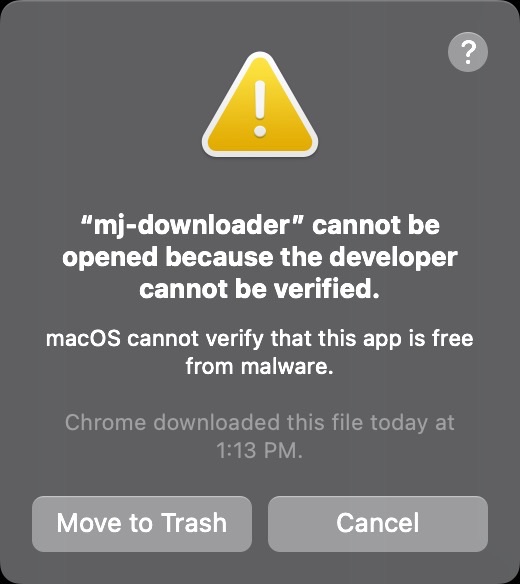 ?
“mj-downloader” cannot be
opened because the developer
cannot be verified.
macOS cannot verify that this app is free
from malware.
Chrome downloaded this file today at
1:13 PM.
Move to Trash
Cancel